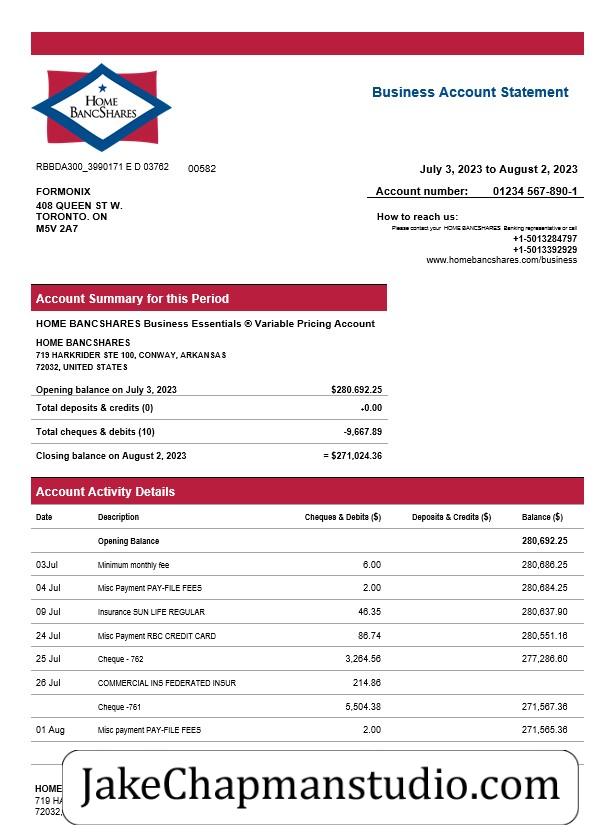 HOME
BANCSHARES
Business Account Statement
RBBDA300_3990171 E D 03762 00582
July 3, 2023 to August 2, 2023
FORMONIX
Account number: 01234 567-890-1
408 QUEEN ST W.
TORONTO. ON
M5V 2A7
How to reach us:
Please contact your HOME BANCSHARES Banking representative or call
+1-5013284797
+1-5013392929
www.homebancshares.com/business
Account Summary for this Period
HOME BANCSHARES Business Essentials ® Variable Pricing Account
HOME BANCSHARES
719 HARKRIDER STE 100, CONWAY, ARKANSAS
72032, UNITED STATES
Opening balance on July 3, 2023 $280.692.25
Total deposits & credits (0) .0.00
Total cheques & debits (10) -9,667.89
Closing balance on August 2, 2023 = $271,024.36
Account Activity Details
Date Description Cheques & Debits ($) Deposits & Credits ($) Balance ($)
Opening Balance 280,692.25
03Jul Minimum monthly fee 6.00 280,686.25
04 Jul Misc Payment PAY-FILE FEES 2.00 280,684.25
09 Jul Insurance SUN LIFE REGULAR 46.35 280,637.90
24 Jul Misc Payment RBC CREDIT CARD 86.74 280,551.16
25 Jul Cheque - 762 3,264.56 277,286.60
26 Jul COMMERCIAL INS FEDERATED INSUR 214.86
Cheque -761 5,504.38 271,567.36
01 Aug Misc payment PAY-FILE FEES 2.00 271,565.36
JakeChapmanstudio.com
HOME
719 HA
72032,